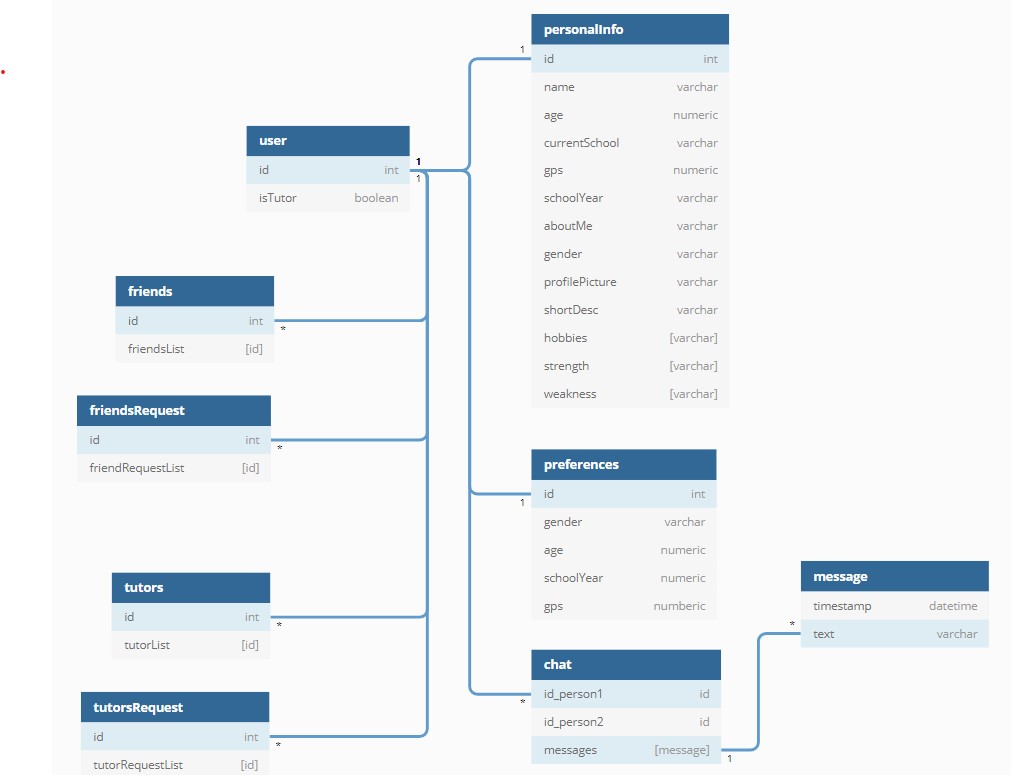 personalInfo
1
id int
name varchar
age numeric
currentSchool varchar
gps numeric
schoolYear varchar
aboutMe varchar
gender varchar
profilePicture varchar
shortDesc varchar
hobbies [varchar]
strength [varchar]
weakness [varchar]
user
1
id int
1
isTutor boolean
friends
id int
*
friendsList [id]
friendsRequest
id int
*
friendRequestList [id]
preferences
id int
1
gender varchar
age numeric
schoolYear numeric
gps numberic
tutors
id int
*
tutorList [id]
message
timestamp datetime
*
text varchar
chat
id_person1 id
*
id_person2 id
messages [message]
1
tutorsRequest
id int
*
tutorRequestList [id]